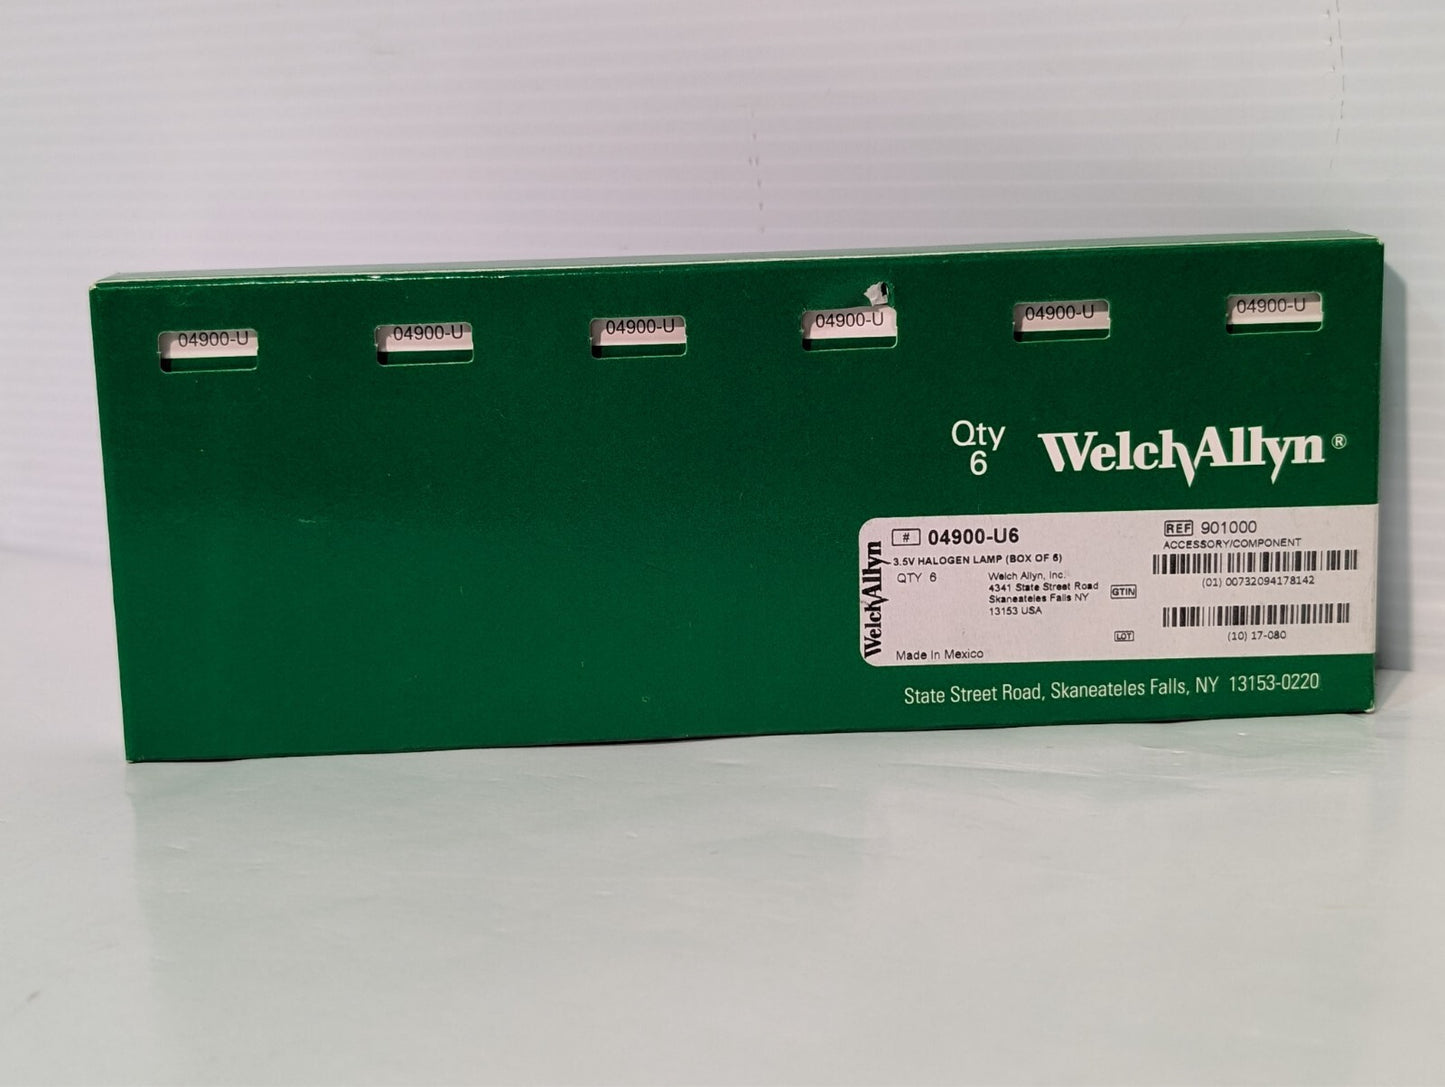 04900-U 04900-U 04900-U 04900-U 04900-U 04900-U
Qty
6
WelchAllyn®
WelchAllyn
# 04900-U6
3.5V HALOGEN LAMP (BOX OF 6)
QTY 6
Welch Allyn, Inc.
4341 State Street Road
Skaneateles Falls NY
13153 USA
Made in Mexico
REF 901000
ACCESSORY/COMPONENT
GTIN
(01) 00732094178142
LOT
(10) 17-080
State Street Road, Skaneateles Falls, NY 13153-0220